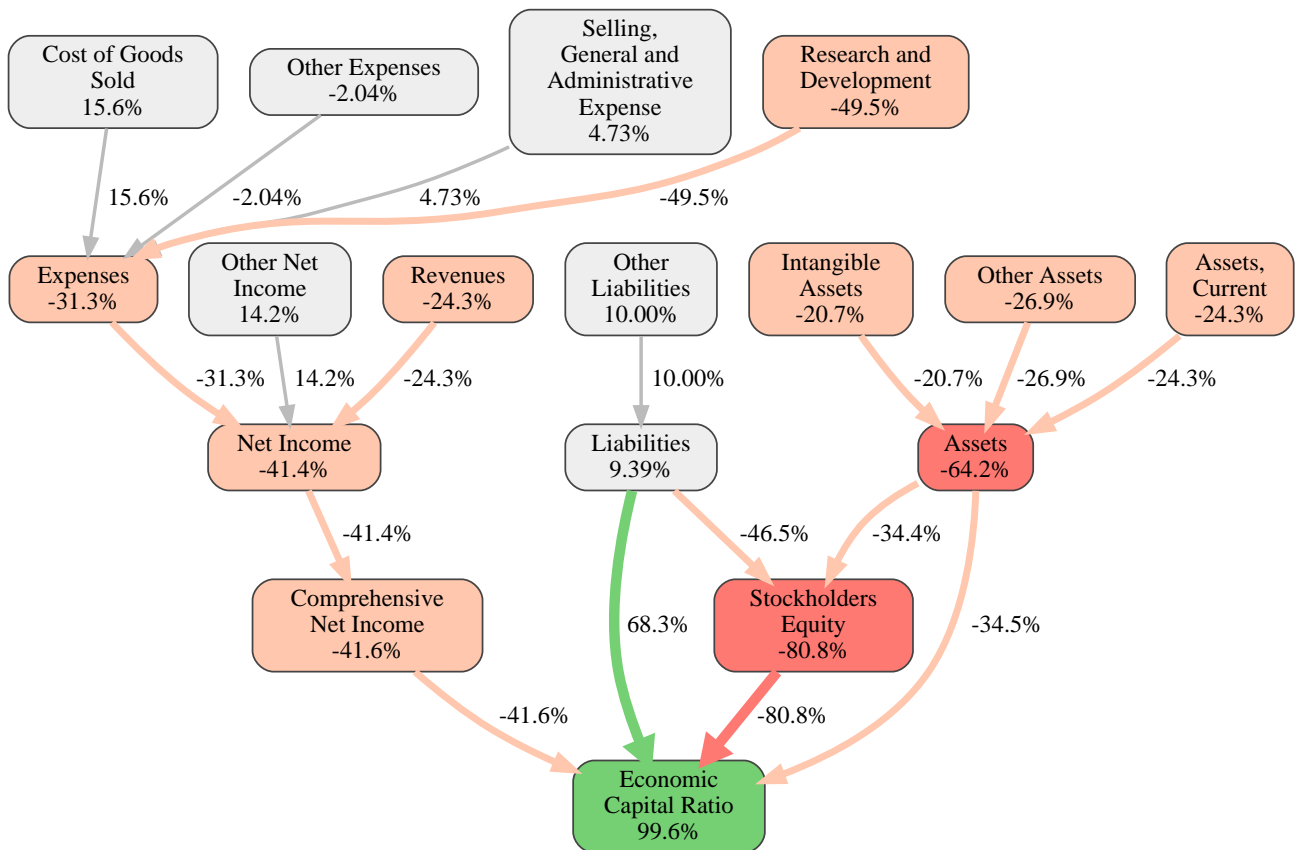 Cost of Goods
Sold
15.6%
Other Expenses
-2.04%
Selling,
General and
Administrative
Expense
4.73%
Research and
Development
-49.5%
15.6%
-2.04%
4.73%
-49.5%
Expenses
-31.3%
Other Net
Income
14.2%
Revenues
-24.3%
Other
Liabilities
10.00%
Intangible
Assets
-20.7%
Other Assets
-26.9%
Assets,
Current
-24.3%
-31.3%
14.2%
-24.3%
10.00%
-20.7%
-26.9%
-24.3%
Net Income
-41.4%
Liabilities
9.39%
Assets
-64.2%
-41.4%
-46.5%
-34.4%
Comprehensive
Net Income
-41.6%
68.3%
Stockholders
Equity
-80.8%
-34.5%
-41.6%
-80.8%
Economic
Capital Ratio
99.6%